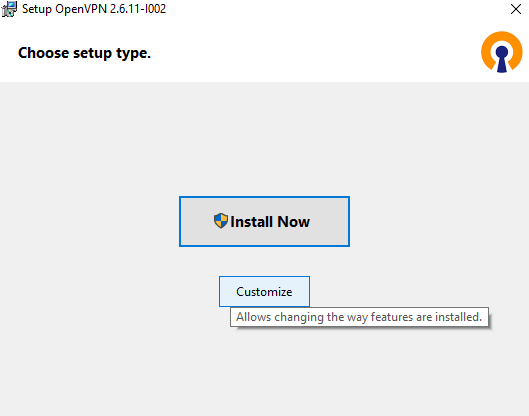 Setup OpenVPN 2.6.11-I002
Choose setup type.
Install Now
Customize
Allows changing the way features are installed.